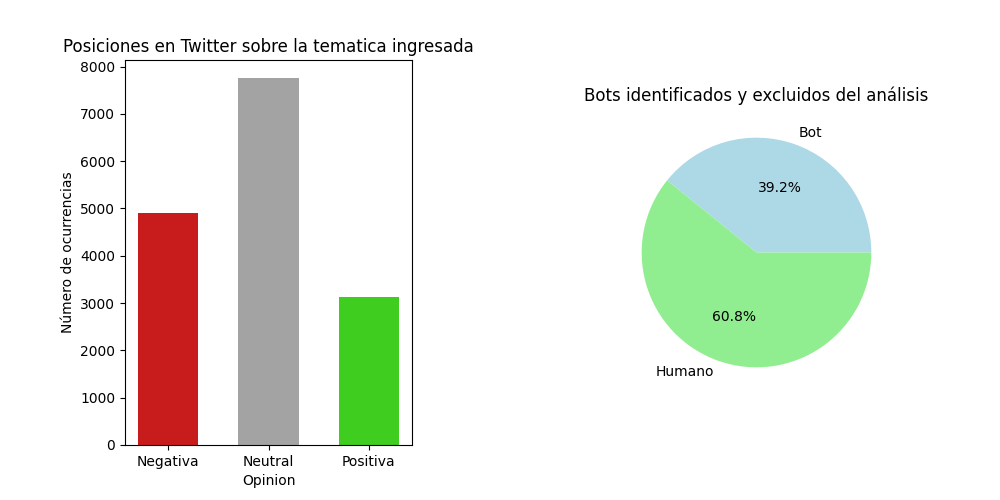 Posiciones en Twitter sobre la tematica ingresada
Número de ocurrencias
8000
7000
6000
5000
4000
3000
2000
1000
0
Negativa
Neutral
Positiva
Opinion
Bots identificados y excluidos del análisis
Bot
39.2%
60.8%
Humano